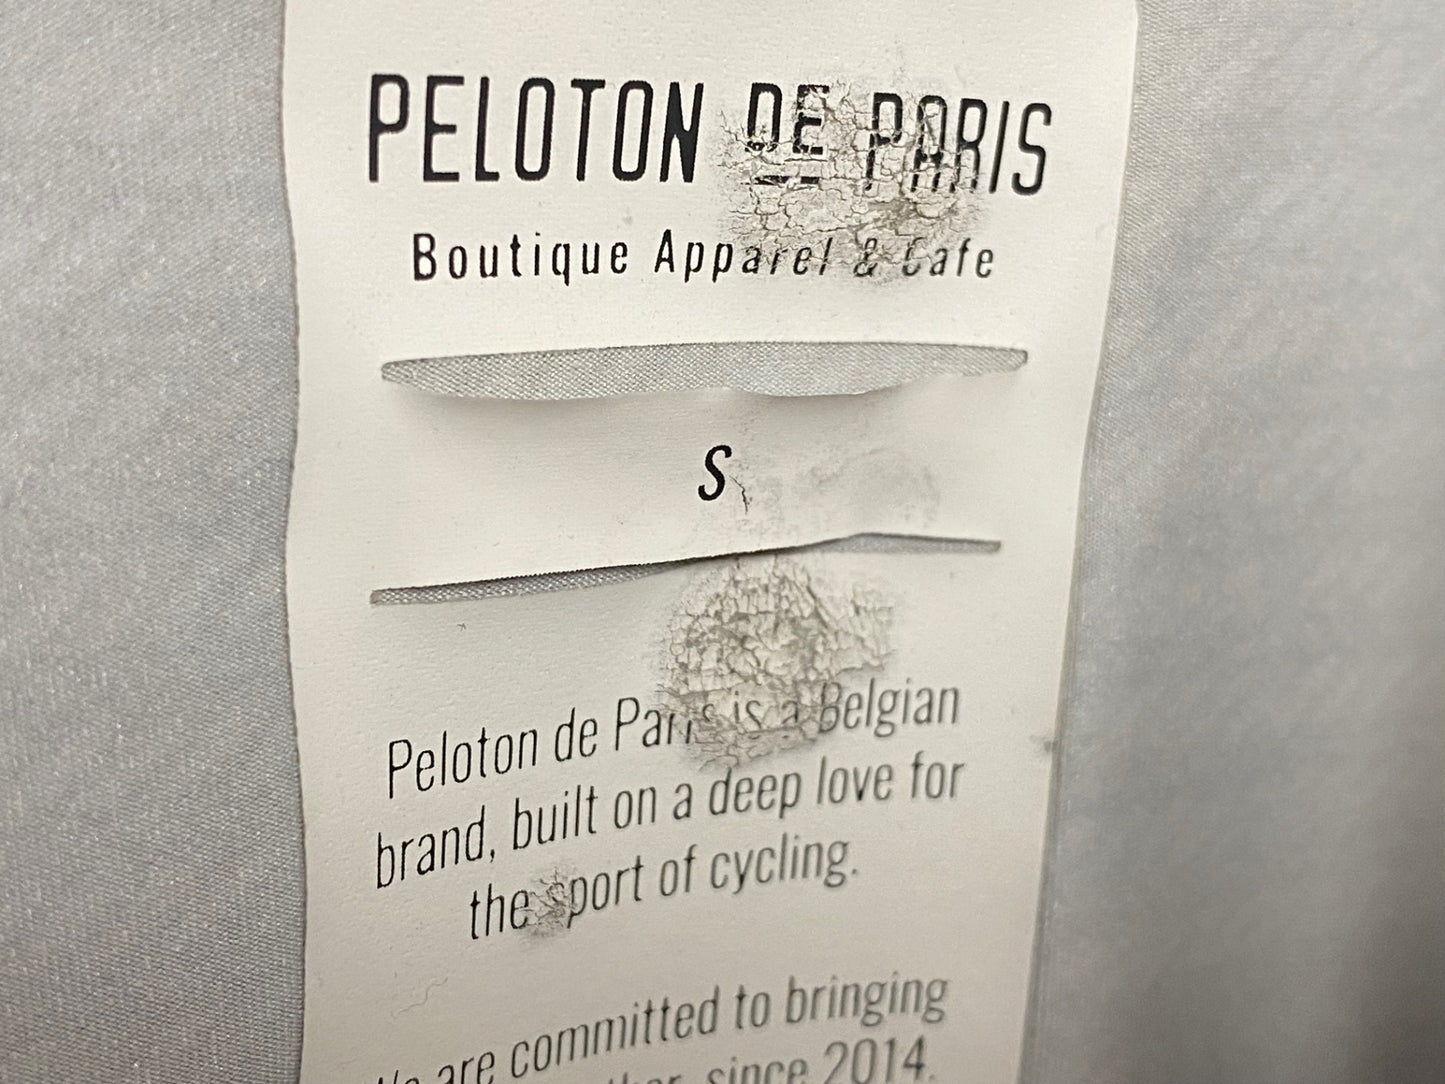 PELOTON DE PARIS
Boutique Apparel & Cafe
S
Peloton de Paris is a Belgian
brand, built on a deep love for
the sport of cycling.
are committed to bringing
since 2014.